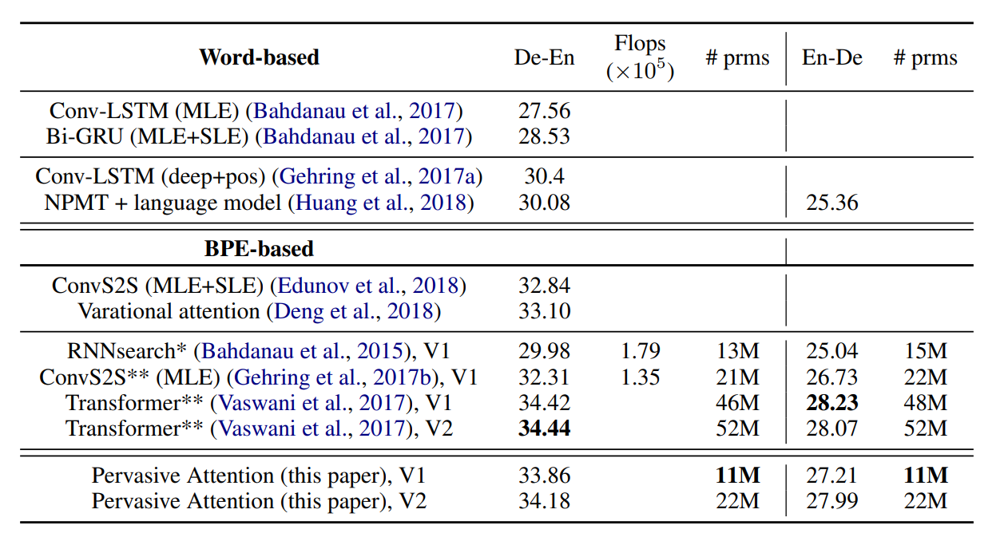 Word-based De-En Flops (×10⁵) # prms En-De # prms
Conv-LSTM (MLE) (Bahdanau et al., 2017) 27.56
Bi-GRU (MLE+SLE) (Bahdanau et al., 2017) 28.53
Conv-LSTM (deep+pos) (Gehring et al., 2017a) 30.4
NPMT + language model (Huang et al., 2018) 30.08 25.36
BPE-based
ConvS2S (MLE+SLE) (Edunov et al., 2018) 32.84
Varational attention (Deng et al., 2018) 33.10
RNNsearch* (Bahdanau et al., 2015), V1 29.98 1.79 13M 25.04 15M
ConvS2S** (MLE) (Gehring et al., 2017b), V1 32.31 1.35 21M 26.73 22M
Transformer** (Vaswani et al., 2017), V1 34.42 46M 28.23 48M
Transformer** (Vaswani et al., 2017), V2 34.44 52M 28.07 52M
Pervasive Attention (this paper), V1 33.86 11M 27.21 11M
Pervasive Attention (this paper), V2 34.18 22M 27.99 22M